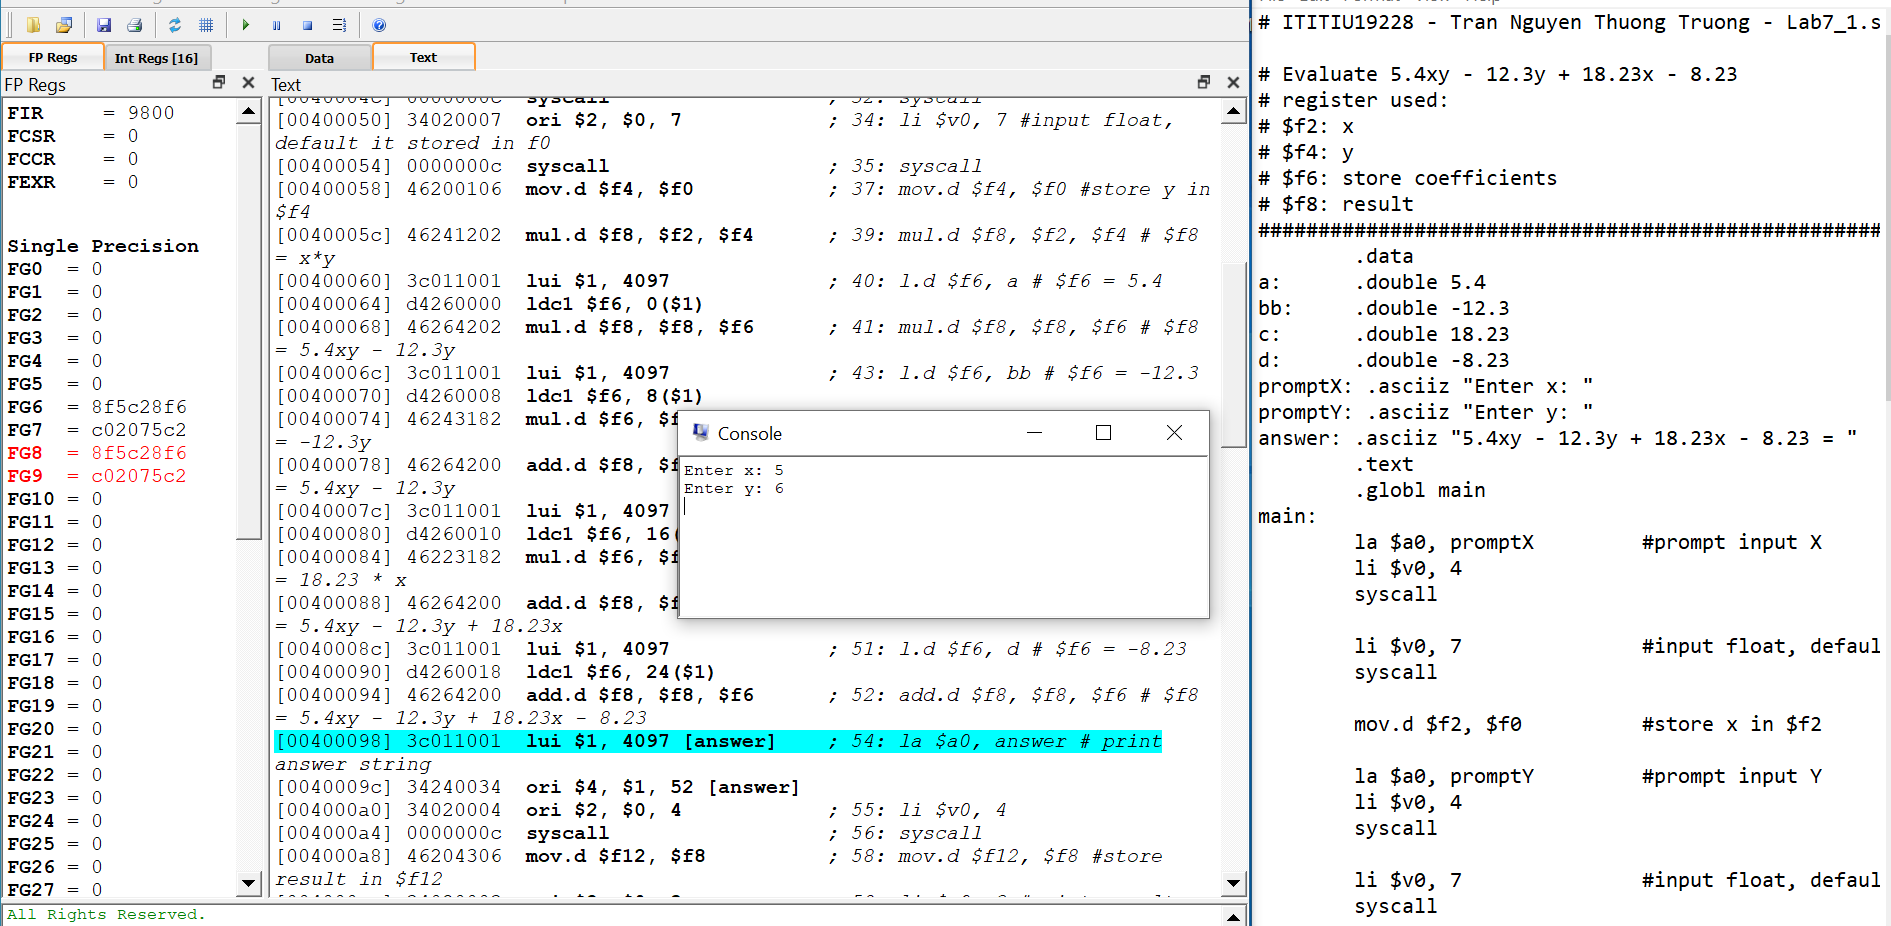 FP Regs
Int Regs [16]
Data
Text
FP Regs
Text
FIR = 9800
FCSR = 0
FCCR = 0
FEXR = 0
Single Precision
FG0 = 0
FG1 = 0
FG2 = 0
FG3 = 0
FG4 = 0
FG5 = 0
FG6 = 8f5c28f6
FG7 = c02075c2
FG8 = 8f5c28f6
FG9 = c02075c2
FG10 = 0
FG11 = 0
FG12 = 0
FG13 = 0
FG14 = 0
FG15 = 0
FG16 = 0
FG17 = 0
FG18 = 0
FG19 = 0
FG20 = 0
FG21 = 0
FG22 = 0
FG23 = 0
FG24 = 0
FG25 = 0
FG26 = 0
FG27 = 0
[0040004c] 0000000c syscall ; 32: syscall
[00400050] 34020007 ori $2, $0, 7 ; 34: li $v0, 7 #input float,
default it stored in f0
[00400054] 0000000c syscall ; 35: syscall
[00400058] 46200106 mov.d $f4, $f0 ; 37: mov.d $f4, $f0 #store y in
$f4
[0040005c] 46241202 mul.d $f8, $f2, $f4 ; 39: mul.d $f8, $f2, $f4 # $f8
= x*y
[00400060] 3c011001 lui $1, 4097 ; 40: l.d $f6, a # $f6 = 5.4
[00400064] d4260000 ldc1 $f6, 0($1)
[00400068] 46264202 mul.d $f8, $f8, $f6 ; 41: mul.d $f8, $f8, $f6 # $f8
= 5.4xy - 12.3y
[0040006c] 3c011001 lui $1, 4097 ; 43: l.d $f6, bb # $f6 = -12.3
[00400070] d4260008 ldc1 $f6, 8($1)
[00400074] 46243182 mul.d $f6, $f
= -12.3y
[00400078] 46264200 add.d $f8, $f
= 5.4xy - 12.3y
[0040007c] 3c011001 lui $1, 4097
[00400080] d4260010 ldc1 $f6, 16(
[00400084] 46223182 mul.d $f6, $f
= 18.23 * x
[00400088] 46264200 add.d $f8, $f
= 5.4xy - 12.3y + 18.23x
[0040008c] 3c011001 lui $1, 4097 ; 51: l.d $f6, d # $f6 = -8.23
[00400090] d4260018 ldc1 $f6, 24($1)
[00400094] 46264200 add.d $f8, $f8, $f6 ; 52: add.d $f8, $f8, $f6 # $f8
= 5.4xy - 12.3y + 18.23x - 8.23
[00400098] 3c011001 lui $1, 4097 [answer] ; 54: la $a0, answer # print
answer string
[0040009c] 34240034 ori $4, $1, 52 [answer]
[004000a0] 34020004 ori $2, $0, 4 ; 55: li $v0, 4
[004000a4] 0000000c syscall ; 56: syscall
[004000a8] 46204306 mov.d $f12, $f8 ; 58: mov.d $f12, $f8 #store
result in $f12
Console
Enter x: 5
Enter y: 6
All Rights Reserved.
# ITITIU19228 - Tran Nguyen Thuong Truong - Lab7_1.s
# Evaluate 5.4xy - 12.3y + 18.23x - 8.23
# register used:
# $f2: x
# $f4: y
# $f6: store coefficients
# $f8: result
####################################################
.data
a: .double 5.4
bb: .double -12.3
c: .double 18.23
d: .double -8.23
promptX: .asciiz "Enter x: "
promptY: .asciiz "Enter y: "
answer: .asciiz "5.4xy - 12.3y + 18.23x - 8.23 = "
.text
.globl main
main:
la $a0, promptX #prompt input X
li $v0, 4
syscall
li $v0, 7 #input float, defaul
syscall
mov.d $f2, $f0 #store x in $f2
la $a0, promptY #prompt input Y
li $v0, 4
syscall
li $v0, 7 #input float, defaul
syscall